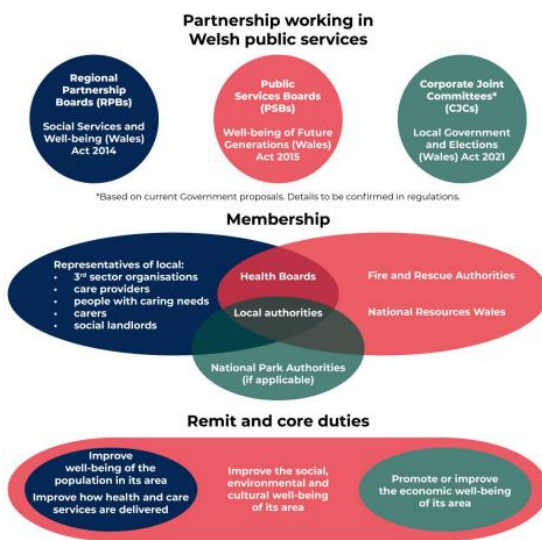 Partnership working in
Welsh public services
Regional
Partnership
Boards (RPBs)
Social Services and
Well-being (Wales)
Act 2014
Public
Services Boards
(PSBs)
Well-being of Future
Generations (Wales)
Act 2015
Corporate Joint
Committees*
(CJCs)
Local Government
and Elections
(Wales) Act 2021
*Based on current Government proposals. Details to be confirmed in regulations.
Membership
Representatives of local:
• 3rd sector organisations
• care providers
• people with caring needs
• carers
• social landlords
Health Boards
Local authorities
Fire and Rescue Authorities
National Resources Wales
National Park Authorities
(if applicable)
Remit and core duties
Improve
well-being of the
population in its area
Improve how health and care
services are delivered
Improve the social,
environmental and
cultural well-being
of its area
Promote or improve
the economic well-being
of its area